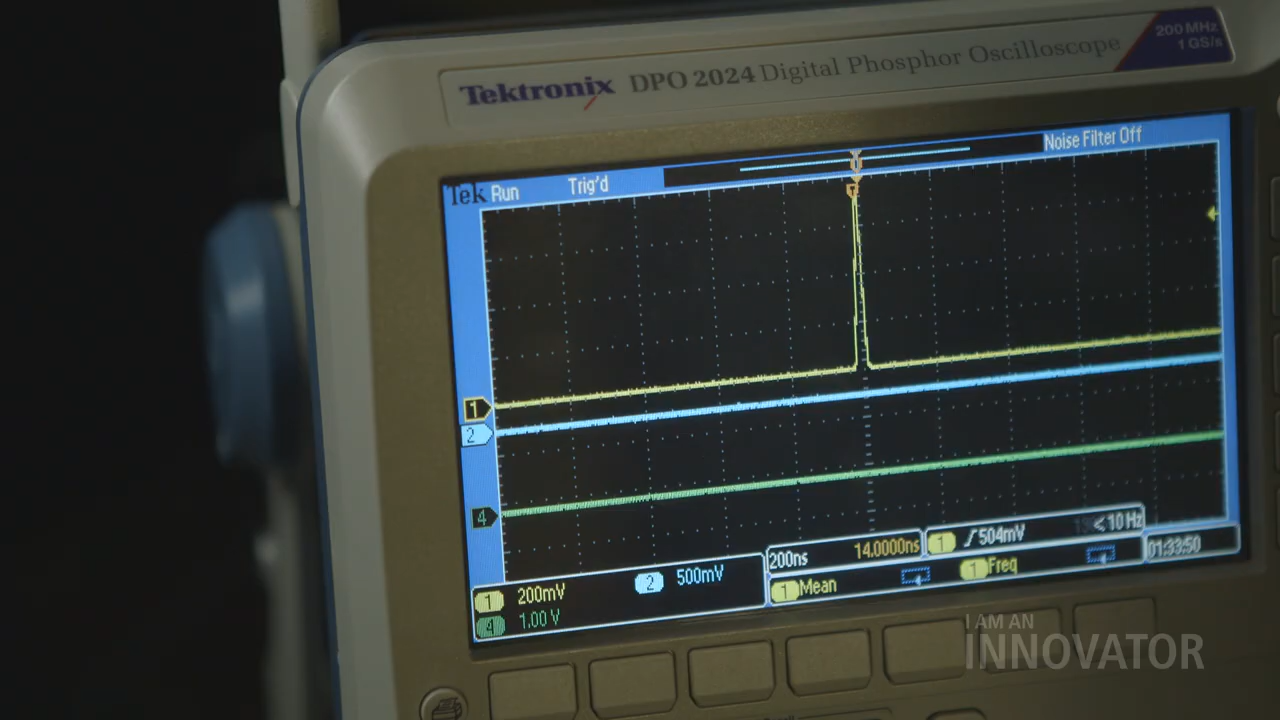 200 MHz
1 GS/s
Tektronix DPO 2024 Digital Phosphor Oscilloscope
Tek Run Trig'd Noise Filter Off
1
2
4
200ns 14.0000ns 1 504mV <10 Hz
01:33:50
1 200mV 2 500mV 1 Mean 1 Freq
4 1.00 V
I AM AN
INNOVATOR